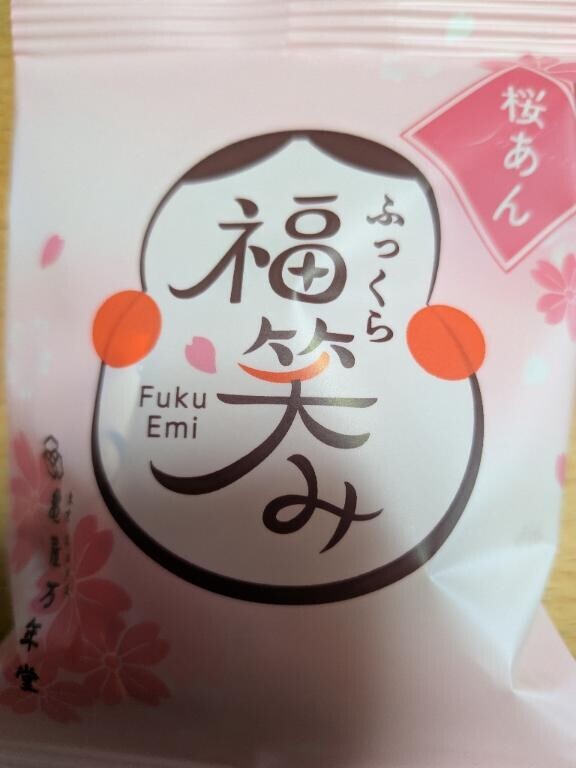 桜あん
ふっくら
福笑み
Fuku
Emi
亀屋万年堂